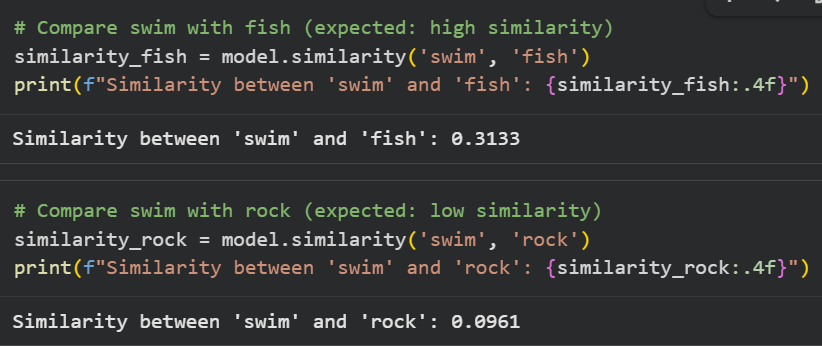 # Compare swim with fish (expected: high similarity)
similarity_fish = model.similarity('swim', 'fish')
print(f"Similarity between 'swim' and 'fish': {similarity_fish:.4f}")
Similarity between 'swim' and 'fish': 0.3133
# Compare swim with rock (expected: low similarity)
similarity_rock = model.similarity('swim', 'rock')
print(f"Similarity between 'swim' and 'rock': {similarity_rock:.4f}")
Similarity between 'swim' and 'rock': 0.0961